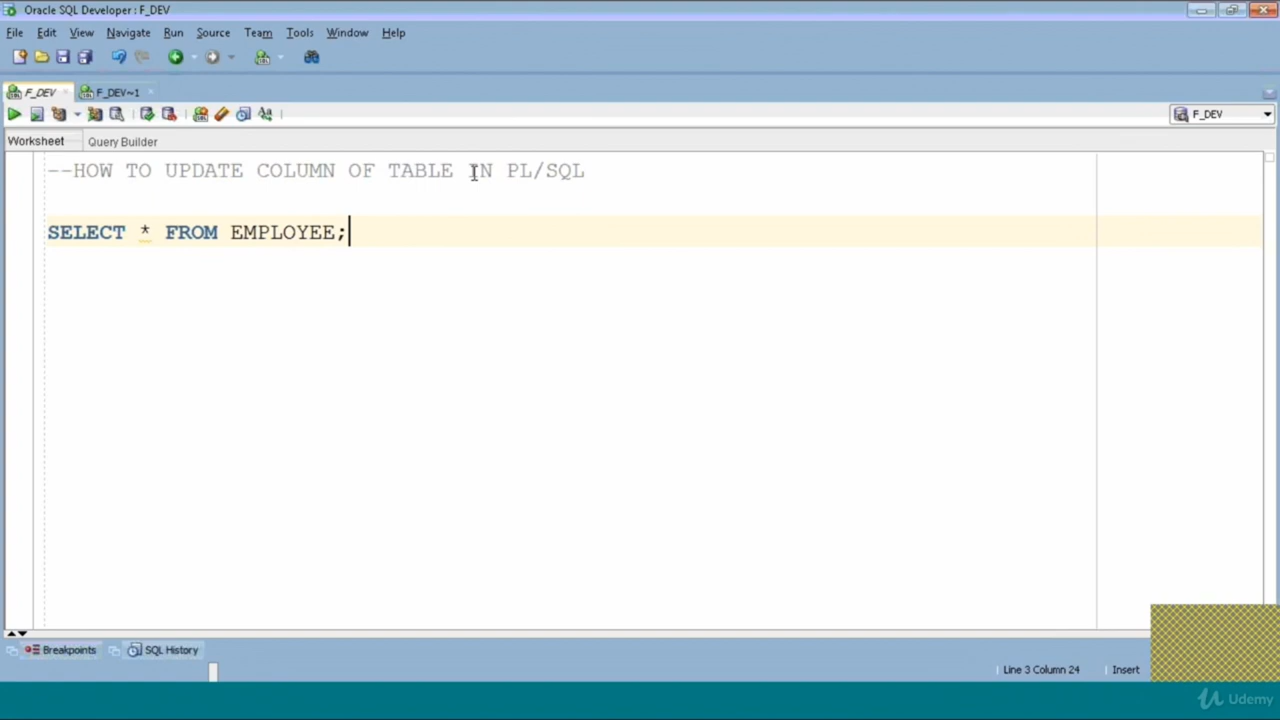 Oracle SQL Developer : F_DEV
File Edit View Navigate Run Source Team Tools Window Help
F_DEV F_DEV~1
F_DEV
Worksheet Query Builder
--HOW TO UPDATE COLUMN OF TABLE IN PL/SQL
SELECT * FROM EMPLOYEE;
Breakpoints SQL History
Line 3 Column 24 Insert
Udemy